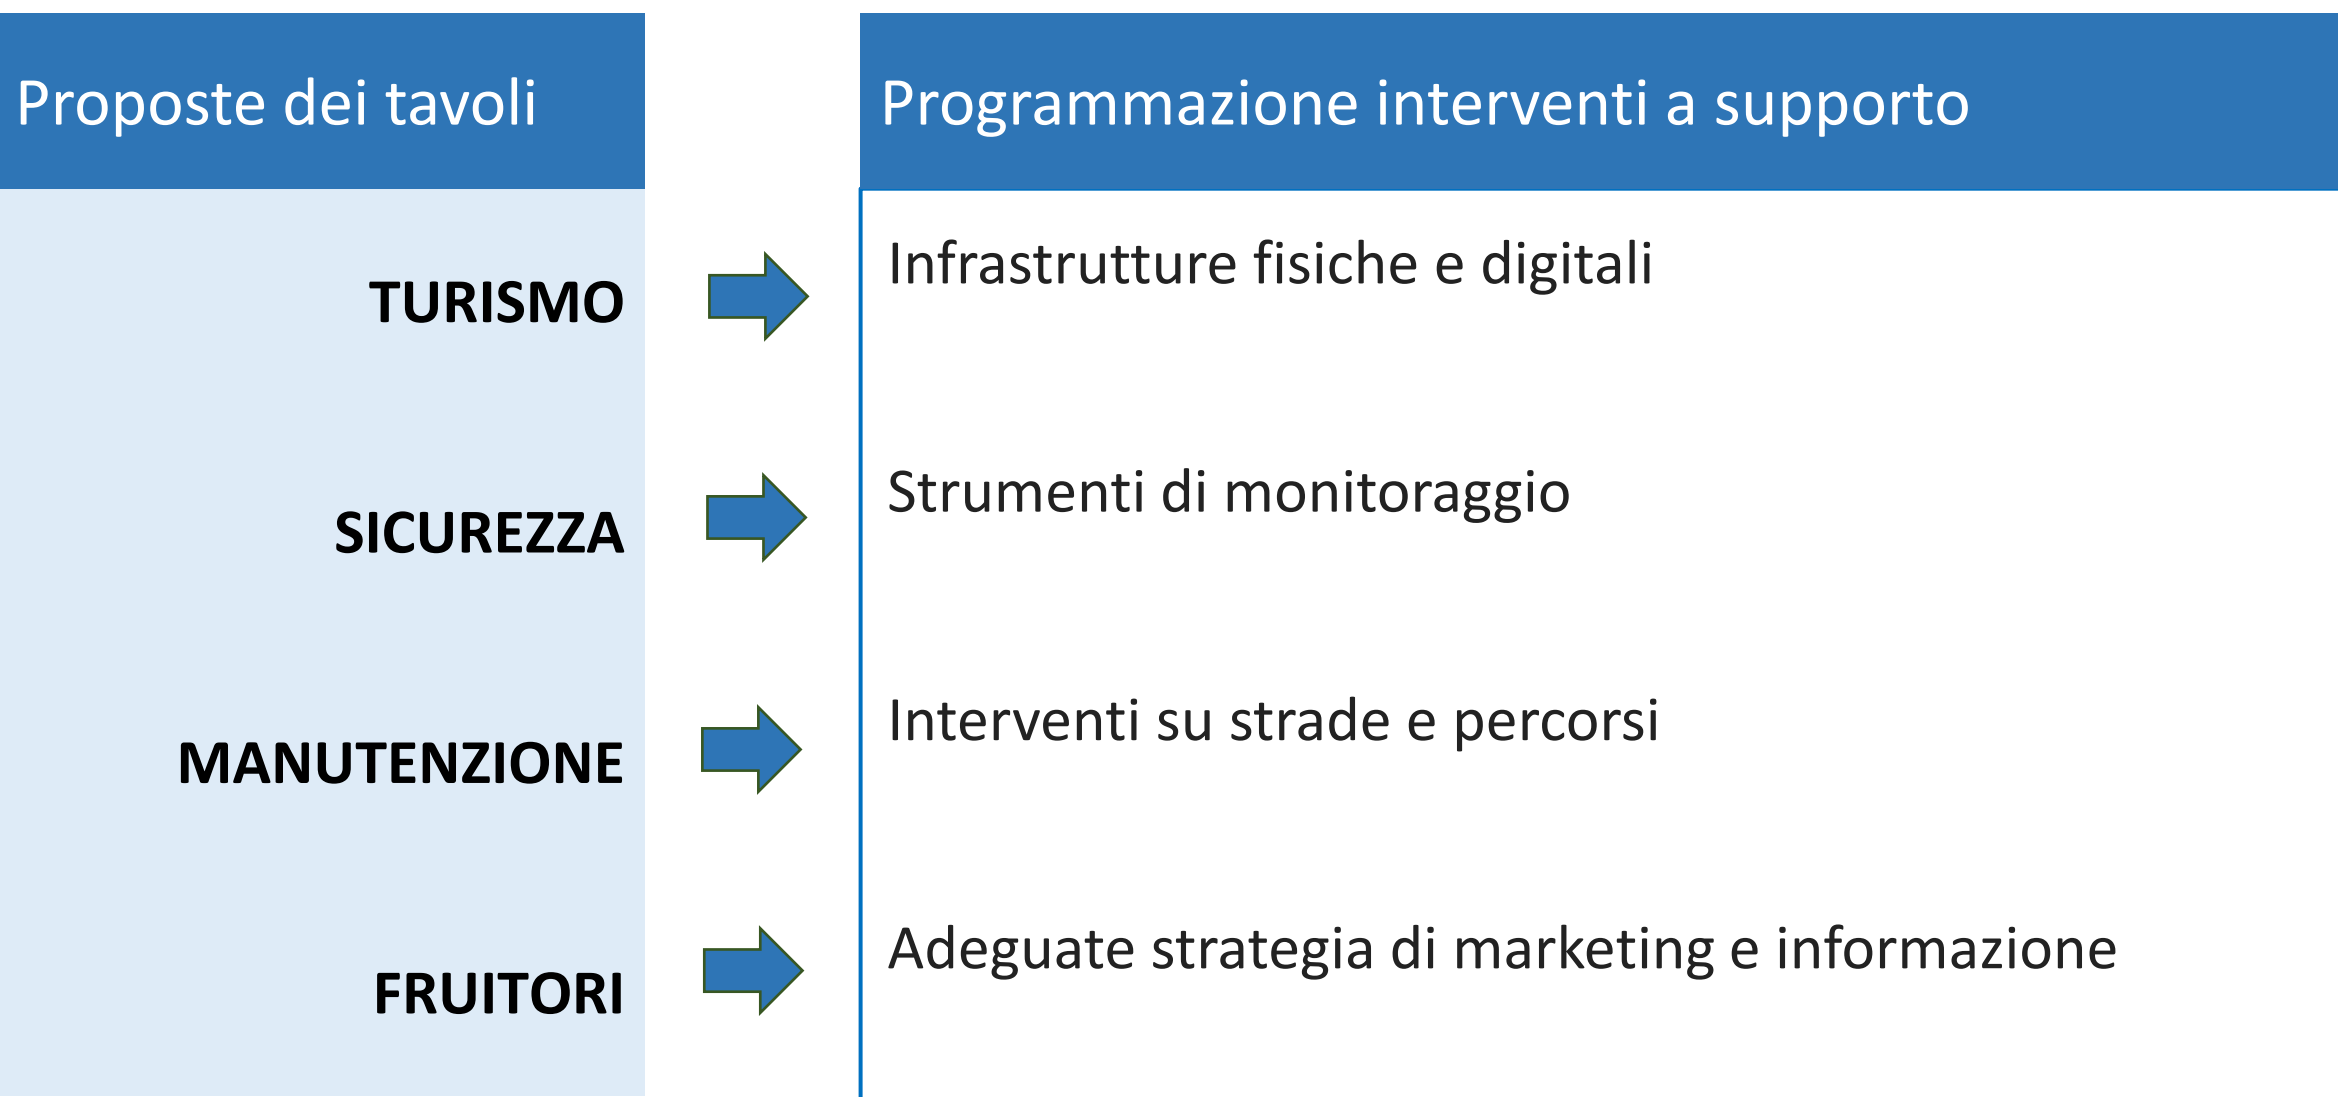 Proposte dei tavoli
Programmazione interventi a supporto
TURISMO
Infrastrutture fisiche e digitali
SICUREZZA
Strumenti di monitoraggio
MANUTENZIONE
Interventi su strade e percorsi
FRUITORI
Adeguate strategia di marketing e informazione